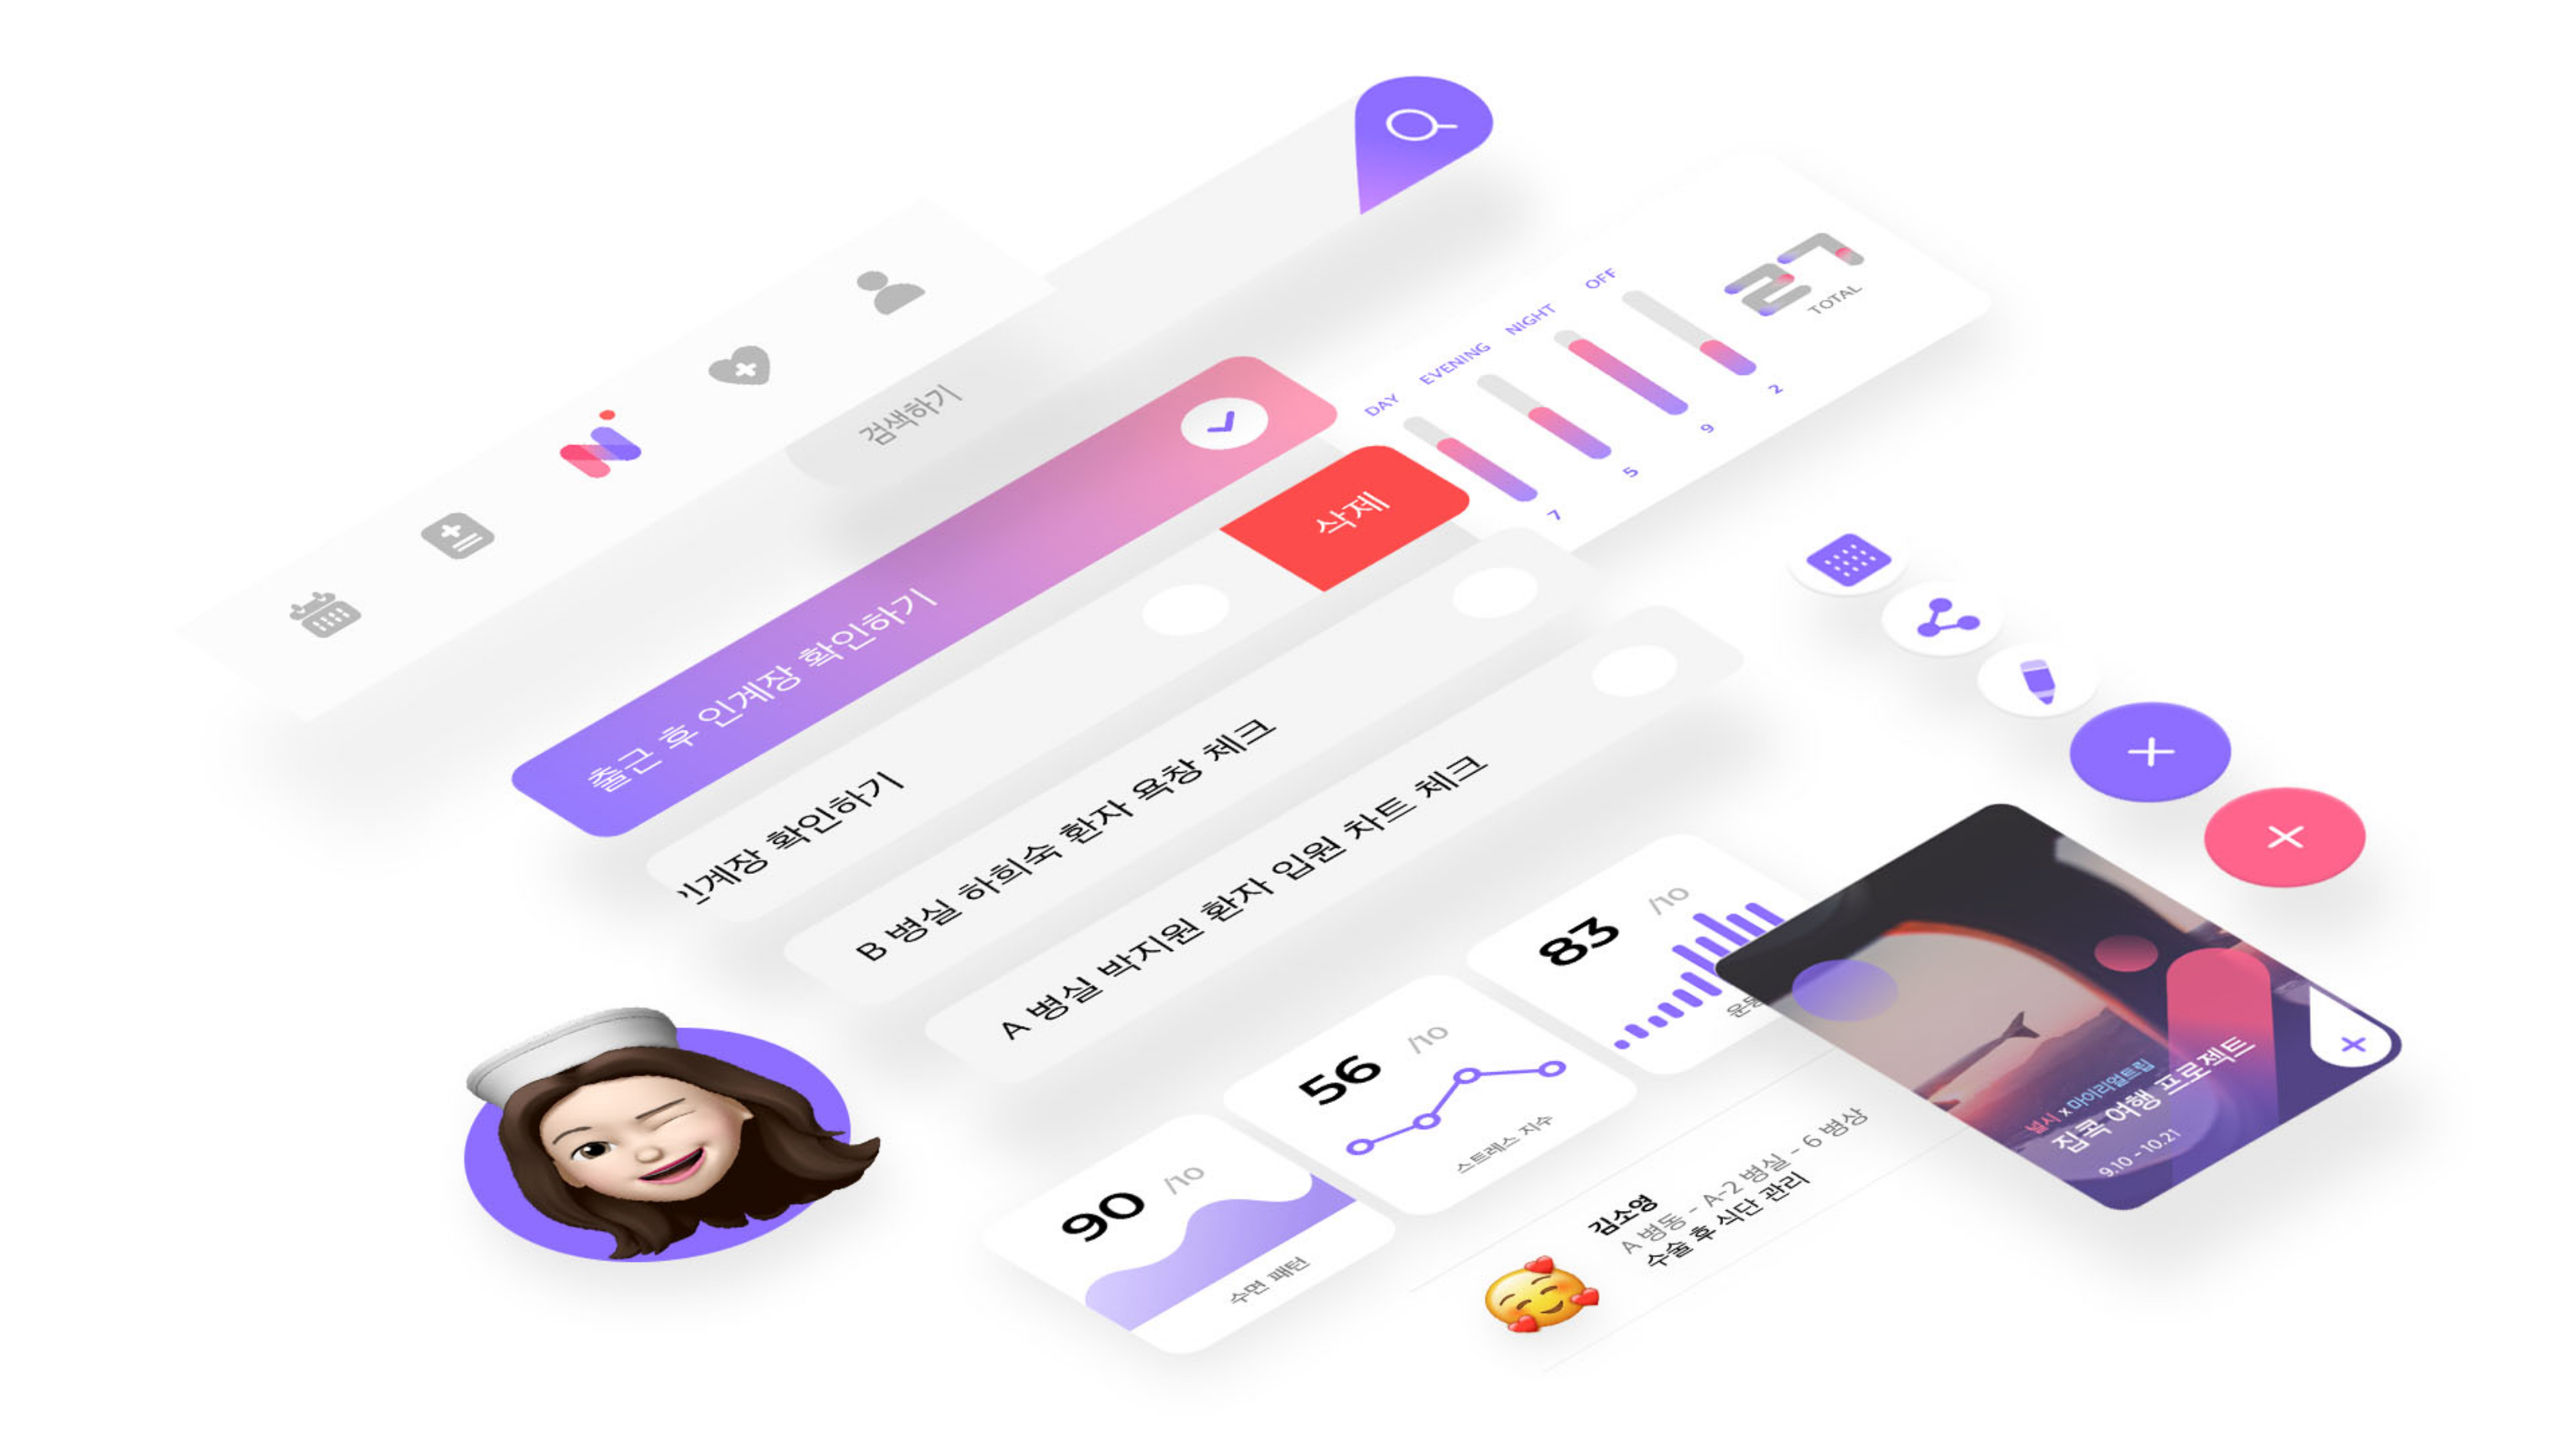 검색하기
DAY
EVENING
NIGHT
OFF
7
5
9
2
27
TOTAL
출근 후 인계장 확인하기
삭제
인계장 확인하기
B 병실 하희숙 환자 욕창 체크
A 병실 박지원 환자 입원 차트 체크
90 /10
수면 패턴
56 /10
스트레스 지수
83 /10
운동
김소영
A 병동 - A-2 병실 - 6 병상
수술 후 식단 관리
널시 x 마이리얼트립
집콕 여행 프로젝트
9.10 - 10.21